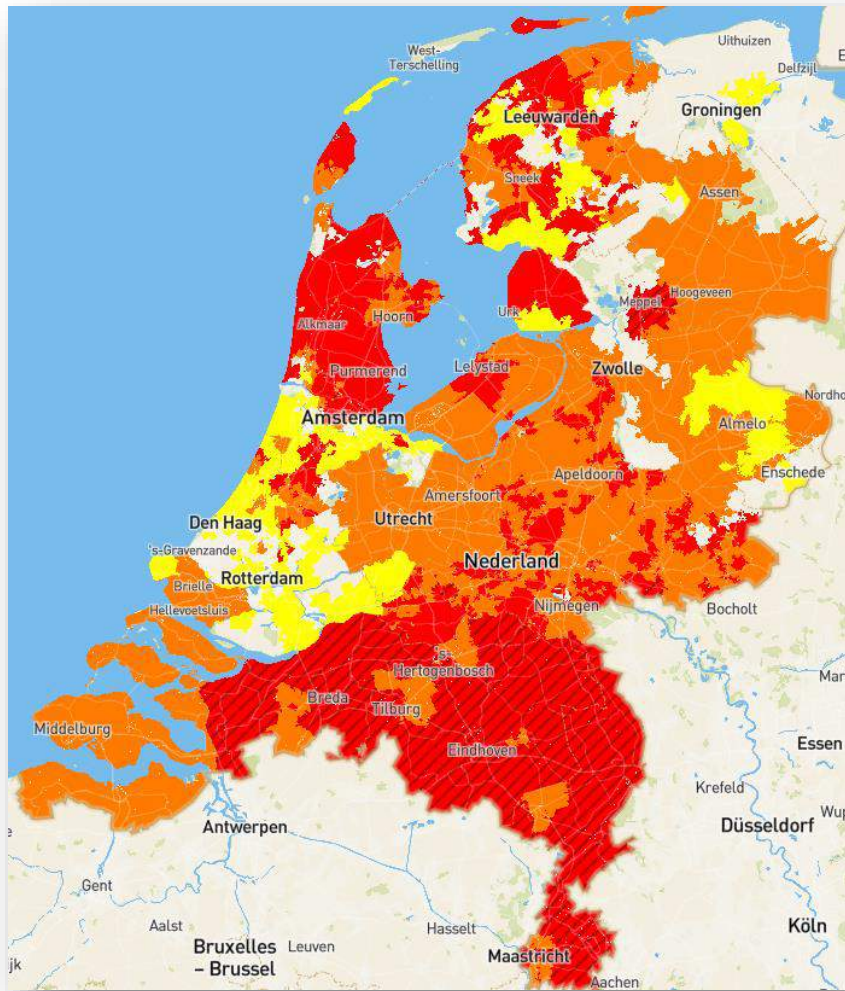 Uithuizen
West-
Terschelling
Delfzijl
Groningen
Leeuwarden
Sneek
Assen
Hoogeveen
Meppel
Urk
Alkmaar
Hoorn
Lelystad
Zwolle
Purmerend
Nordho
Amsterdam
Almelo
Enschede
Apeldoorn
Amersfoort
Den Haag
Utrecht
's-Gravenzande
Nederland
Rotterdam
Brielle
Hellevoetsluis
Nijmegen
Bocholt
's-
Hertogenbosch
Mar
Breda
Tilburg
Middelburg
Eindhoven
Essen
Krefeld
Wup
Antwerpen
Düsseldorf
Gent
Aalst
Hasselt
Köln
Bruxelles
– Brussel
Leuven
Maastricht
jk
Aachen